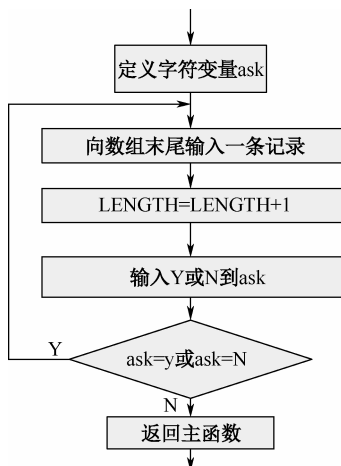 定义字符变量ask
向数组末尾输入一条记录
LENGTH=LENGTH+1
输入Y或N到ask
Y
ask=y或ask=N
N
返回主函数